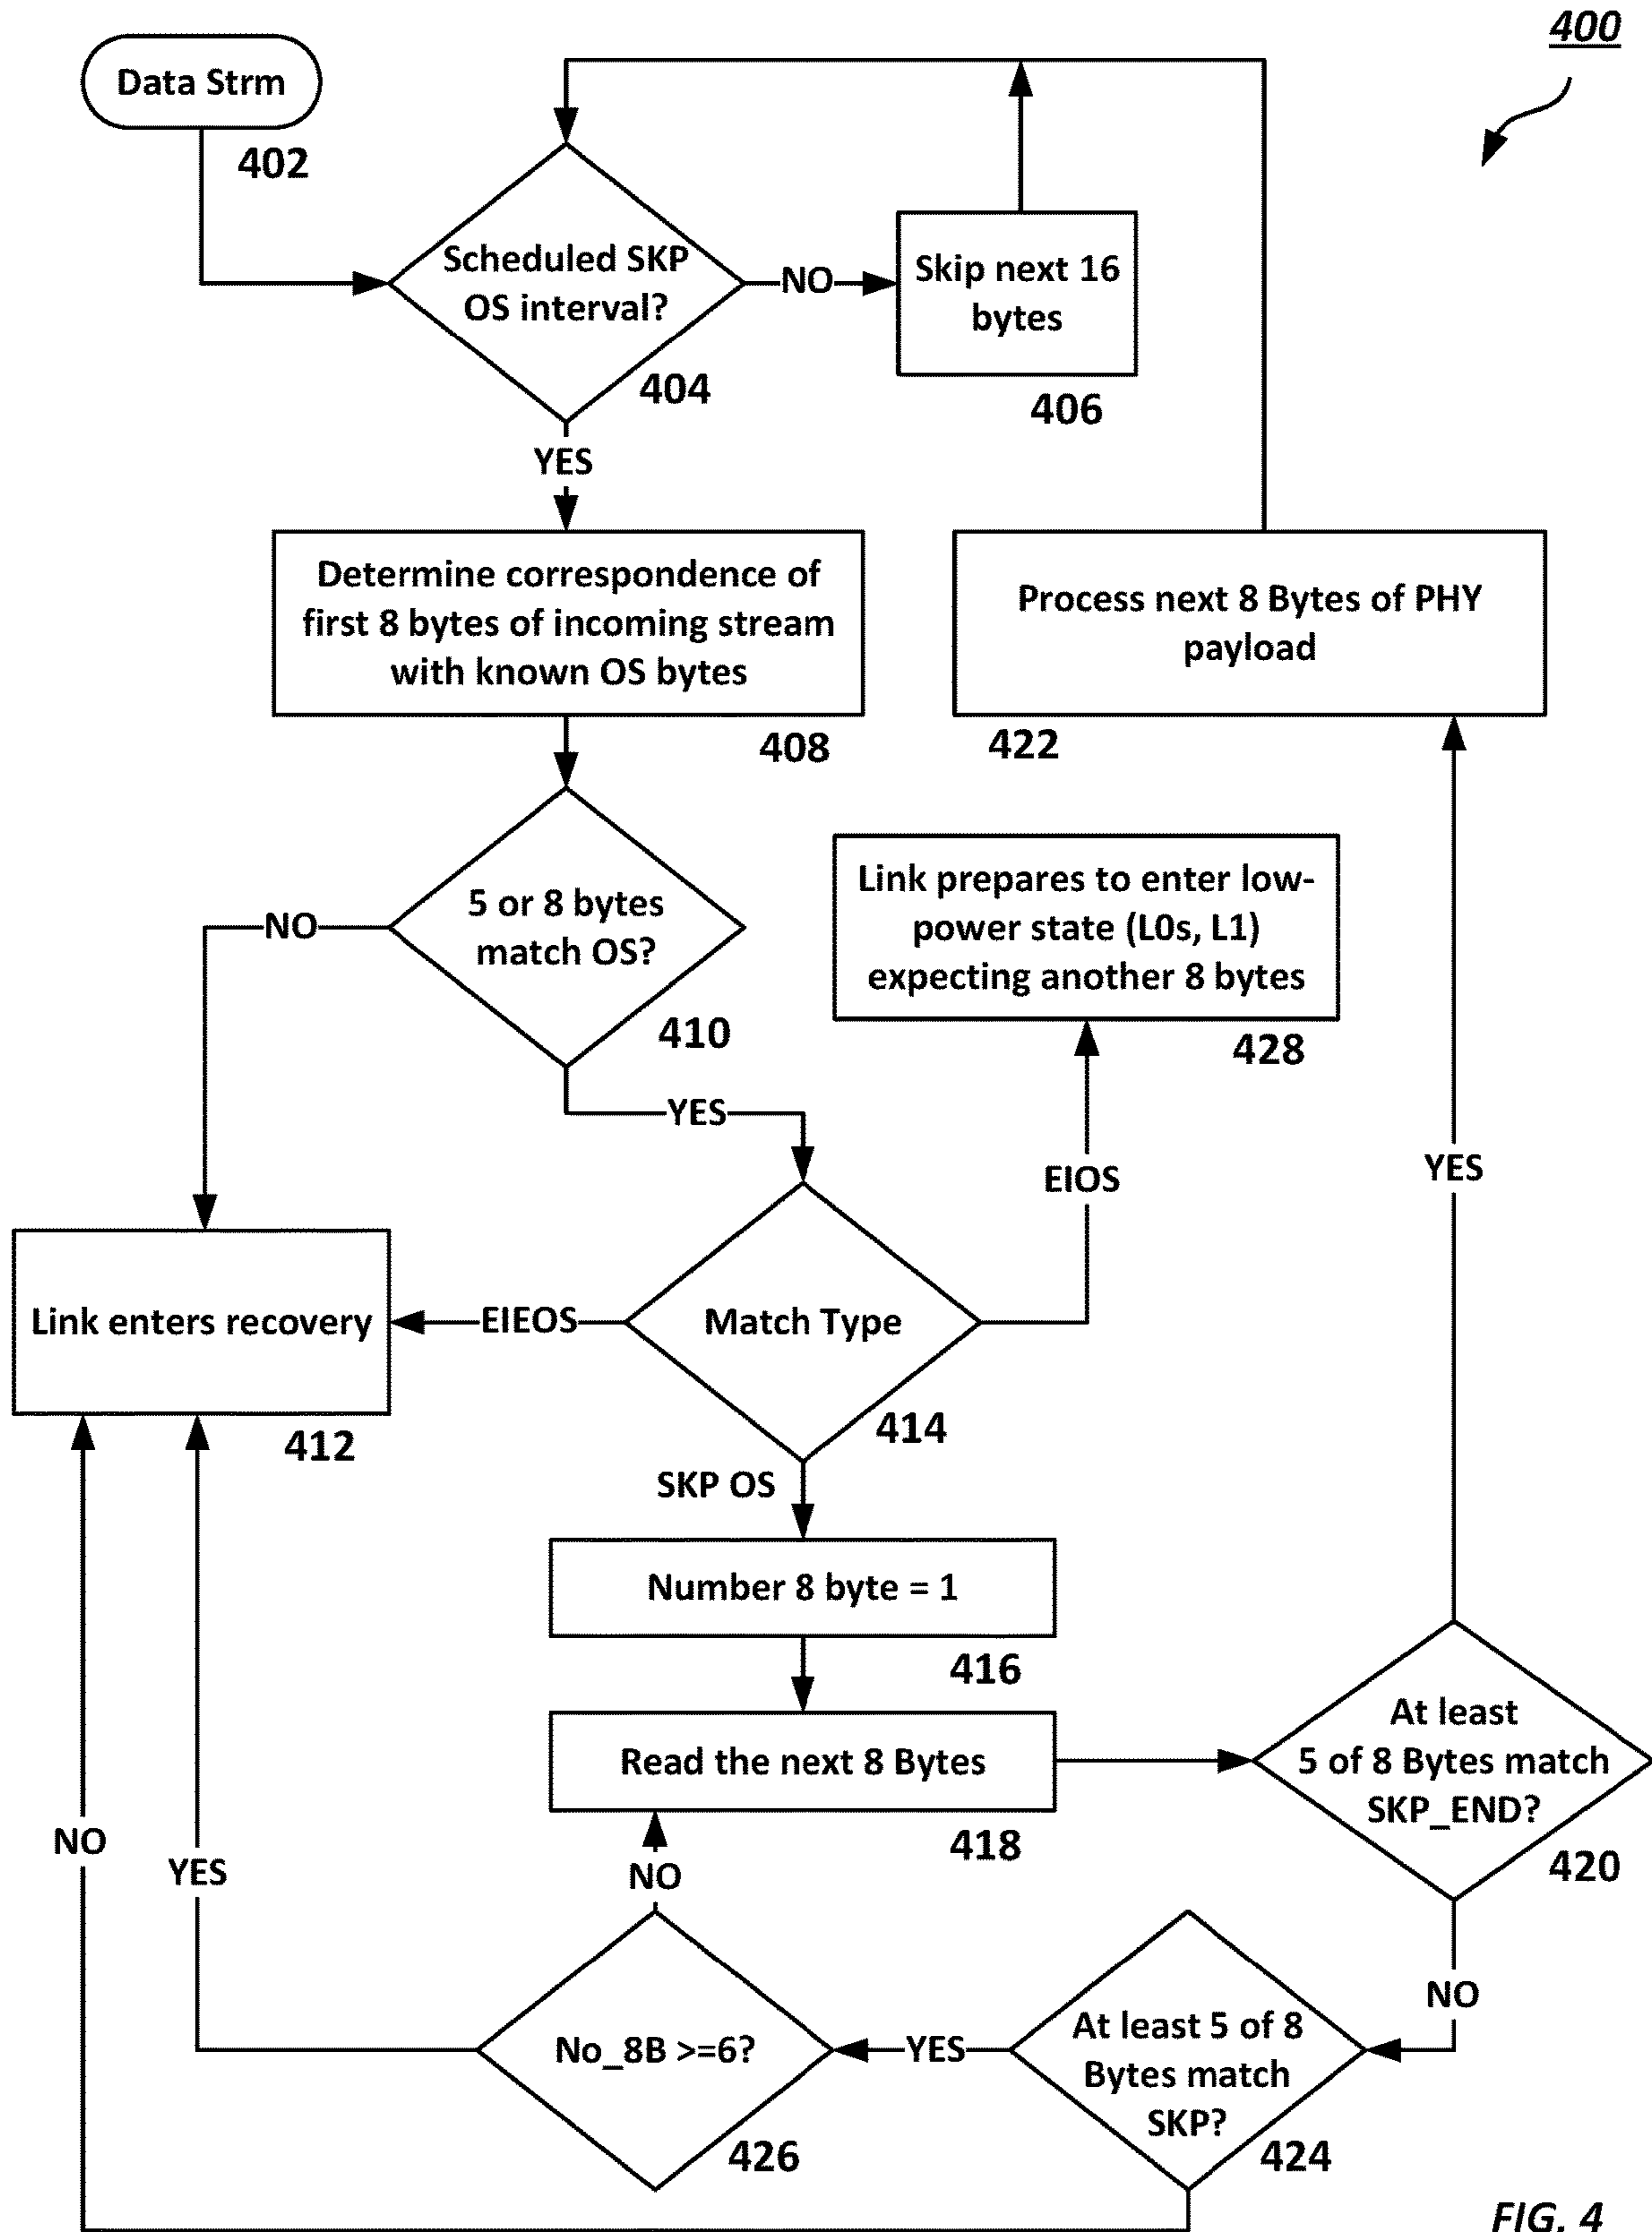 400
Data Strm
402
Scheduled SKP
OS interval?
404
NO
Skip next 16
bytes
406
YES
Determine correspondence of
first 8 bytes of incoming stream
with known OS bytes
408
Process next 8 Bytes of PHY
payload
422
5 or 8 bytes
match OS?
410
NO
YES
Link prepares to enter low-
power state (L0s, L1)
expecting another 8 bytes
428
EIOS
YES
Link enters recovery
412
EIEOS
Match Type
414
SKP OS
Number 8 byte = 1
416
Read the next 8 Bytes
418
At least
5 of 8 Bytes match
SKP_END?
420
NO
YES
NO
NO
No_8B >=6?
426
YES
At least 5 of 8
Bytes match
SKP?
424
FIG. 4